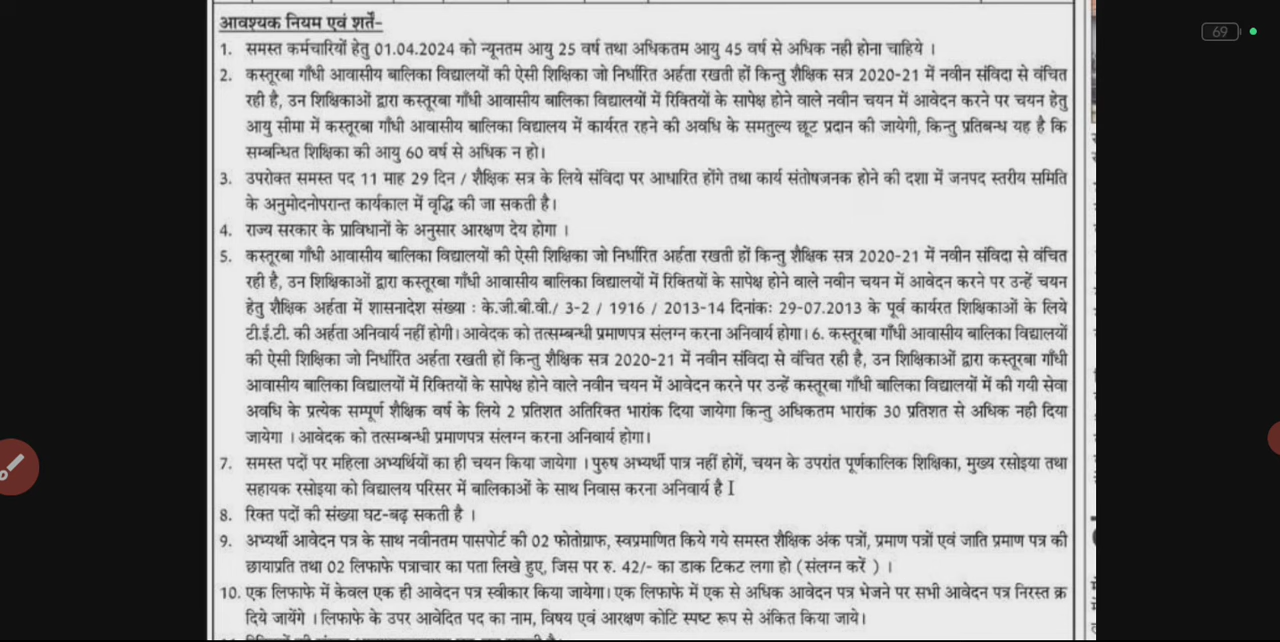 आवश्यक नियम एवं शर्ते–
1. समस्त कर्मचारियों हेतु 01.04.2024 को न्यूनतम आयु 25 वर्ष तथा अधिकतम आयु 45 वर्ष से अधिक नही होना चाहिये ।
2. कस्तूरबा गाँधी आवासीय बालिका विद्यालयों की ऐसी शिक्षिका जो निर्धारित अर्हता रखती हों किन्तु शैक्षिक सत्र 2020-21 में नवीन संविदा से वंचित
रही है, उन शिक्षिकाओं द्वारा कस्तूरबा गाँधी आवासीय बालिका विद्यालयों में रिक्तियों के सापेक्ष होने वाले नवीन चयन में आवेदन करने पर चयन हेतु
आयु सीमा में कस्तूरबा गाँधी आवासीय बालिका विद्यालय में कार्यरत रहने की अवधि के समतुल्य छूट प्रदान की जायेगी, किन्तु प्रतिबन्ध यह है कि
सम्बन्धित शिक्षिका की आयु 60 वर्ष से अधिक न हो।
3. उपरोक्त समस्त पद 11 माह 29 दिन / शैक्षिक सत्र के लिये संविदा पर आधारित होंगे तथा कार्य संतोषजनक होने की दशा में जनपद स्तरीय समिति
के अनुमोदनोपरान्त कार्यकाल में वृद्धि की जा सकती है।
4. राज्य सरकार के प्राविधानों के अनुसार आरक्षण देय होगा ।
5. कस्तूरबा गाँधी आवासीय बालिका विद्यालयों की ऐसी शिक्षिका जो निर्धारित अर्हता रखती हों किन्तु शैक्षिक सत्र 2020-21 में नवीन संविदा से वंचित
रही है, उन शिक्षिकाओं द्वारा कस्तूरबा गाँधी आवासीय बालिका विद्यालयों में रिक्तियों के सापेक्ष होने वाले नवीन चयन में आवेदन करने पर उन्हें चयन
हेतु शैक्षिक अर्हता में शासनादेश संख्या : के.जी.बी.वी./ 3-2 / 1916 / 2013-14 दिनांकः 29-07.2013 के पूर्व कार्यरत शिक्षिकाओं के लिये
टी.ई.टी. की अर्हता अनिवार्य नहीं होगी। आवेदक को तत्सम्बन्धी प्रमाणपत्र संलग्न करना अनिवार्य होगा। 6. कस्तूरबा गाँधी आवासीय बालिका विद्यालयों
की ऐसी शिक्षिका जो निर्धारित अर्हता रखती हों किन्तु शैक्षिक सत्र 2020-21 में नवीन संविदा से वंचित रही है, उन शिक्षिकाओं द्वारा कस्तूरबा गाँधी
आवासीय बालिका विद्यालयों में रिक्तियों के सापेक्ष होने वाले नवीन चयन में आवेदन करने पर उन्हें कस्तूरबा गाँधी बालिका विद्यालयों में की गयी सेवा
अवधि के प्रत्येक सम्पूर्ण शैक्षिक वर्ष के लिये 2 प्रतिशत अतिरिक्त भारांक दिया जायेगा किन्तु अधिकतम भारांक 30 प्रतिशत से अधिक नही दिया
जायेगा । आवेदक को तत्सम्बन्धी प्रमाणपत्र संलग्न करना अनिवार्य होगा।
7. समस्त पदों पर महिला अभ्यर्थियों का ही चयन किया जायेगा । पुरुष अभ्यर्थी पात्र नहीं होगें, चयन के उपरांत पूर्णकालिक शिक्षिका, मुख्य रसोइया तथा
सहायक रसोइया को विद्यालय परिसर में बालिकाओं के साथ निवास करना अनिवार्य है
8. रिक्त पदों की संख्या घट-बढ़ सकती है ।
9. अभ्यर्थी आवेदन पत्र के साथ नवीनतम पासपोर्ट की 02 फोतोग्राफ, स्वप्रमाणित किये गये समस्त शैक्षिक अंक पत्रों, प्रमाण पत्रों एवं जाति प्रमाण पत्र की
छायाप्रति तथा 02 लिफाफे पत्राचार का पता लिखे हुए, जिस पर रु. 42/- का डाक टिकट लगा हो (संलग्न करें ) ।
10. एक लिफाफे में केवल एक ही आवेदन पत्र स्वीकार किया जायेगा। एक लिफाफे में एक से अधिक आवेदन पत्र भेजने पर सभी आवेदन पत्र निरस्त क्र
दिये जायेंगे । लिफाफे के उपर आवेदित पद का नाम, विषय एवं आरक्षण कोटि स्पष्ट रूप से अंकित किया जाये।
69